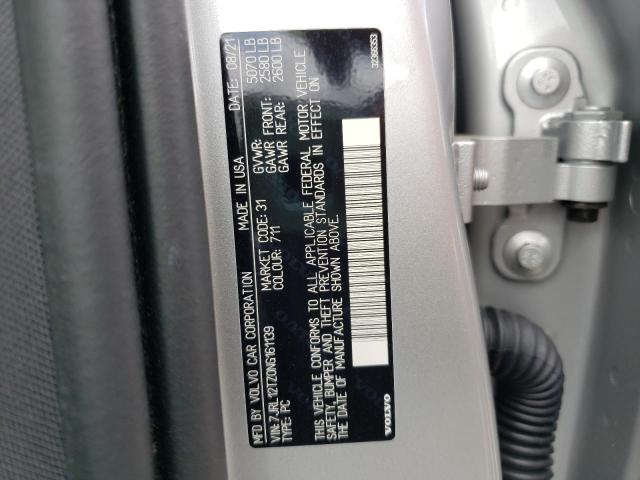 MFD BY VOLVO CAR CORPORATION MADE IN USA DATE: 08/21
VIN: 7JRL12TZ0NG161139 MARKET CODE: 31 GVWR: 5070 LB
TYPE: PC COLOUR: 711 GAWR FRONT: 2580 LB
GAWR REAR: 2600 LB
THIS VEHICLE CONFORMS TO ALL APPLICABLE FEDERAL MOTOR VEHICLE
SAFETY, BUMPER AND THEFT PREVENTION STANDARDS IN EFFECT ON
THE DATE OF MANUFACTURE SHOWN ABOVE.
VOLVO 32366353